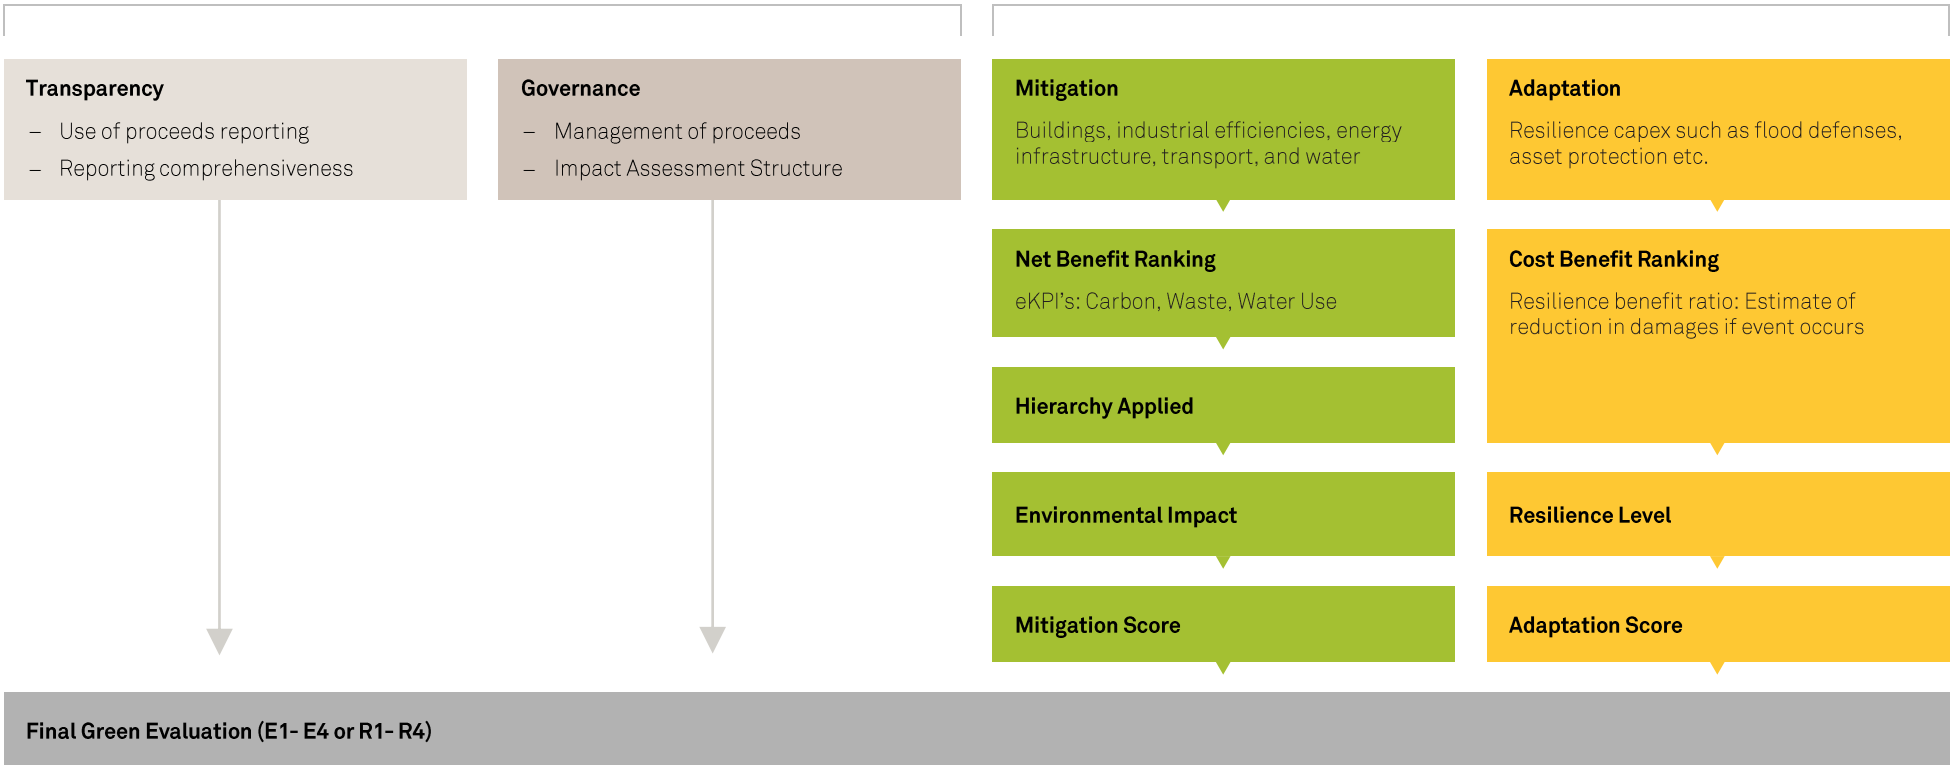 Transparency
– Use of proceeds reporting
– Reporting comprehensiveness
Governance
– Management of proceeds
– Impact Assessment Structure
Mitigation
Buildings, industrial efficiencies, energy
infrastructure, transport, and water
Net Benefit Ranking
eKPI's: Carbon, Waste, Water Use
Hierarchy Applied
Environmental Impact
Mitigation Score
Adaptation
Resilience capex such as flood defenses,
asset protection etc.
Cost Benefit Ranking
Resilience benefit ratio: Estimate of
reduction in damages if event occurs
Resilience Level
Adaptation Score
Final Green Evaluation (E1- E4 or R1- R4)